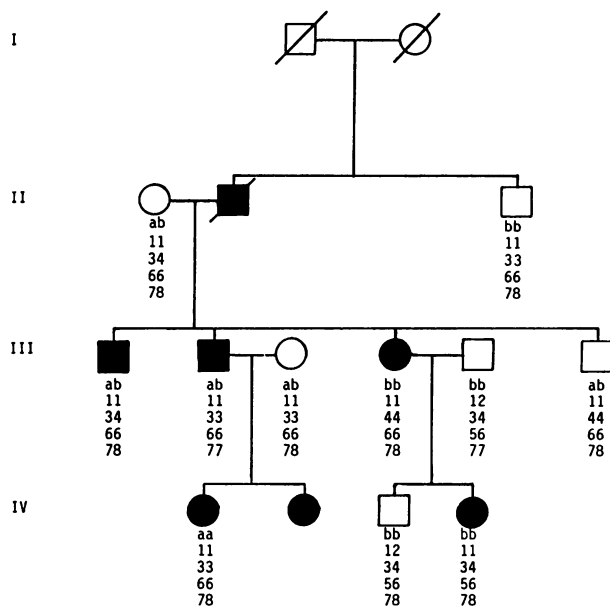 I
II
ab bb
11 11
34 33
66 66
78 78
III
ab ab ab bb bb ab
11 11 11 11 12 11
34 33 33 44 34 44
66 66 66 66 56 66
78 77 78 78 77 78
IV
aa bb bb
11 12 11
33 34 34
66 56 56
78 78 78